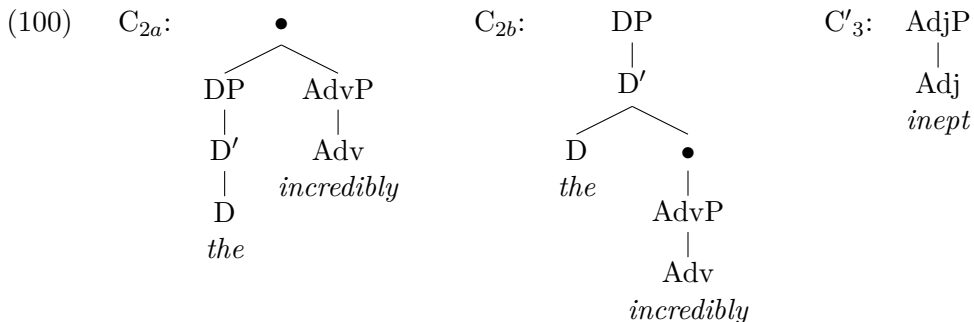 (100) C2a: • C2b: DP C′3: AdjP
DP AdvP D′ Adj
D′ Adv D • inept
D incredibly the AdvP
the Adv
incredibly